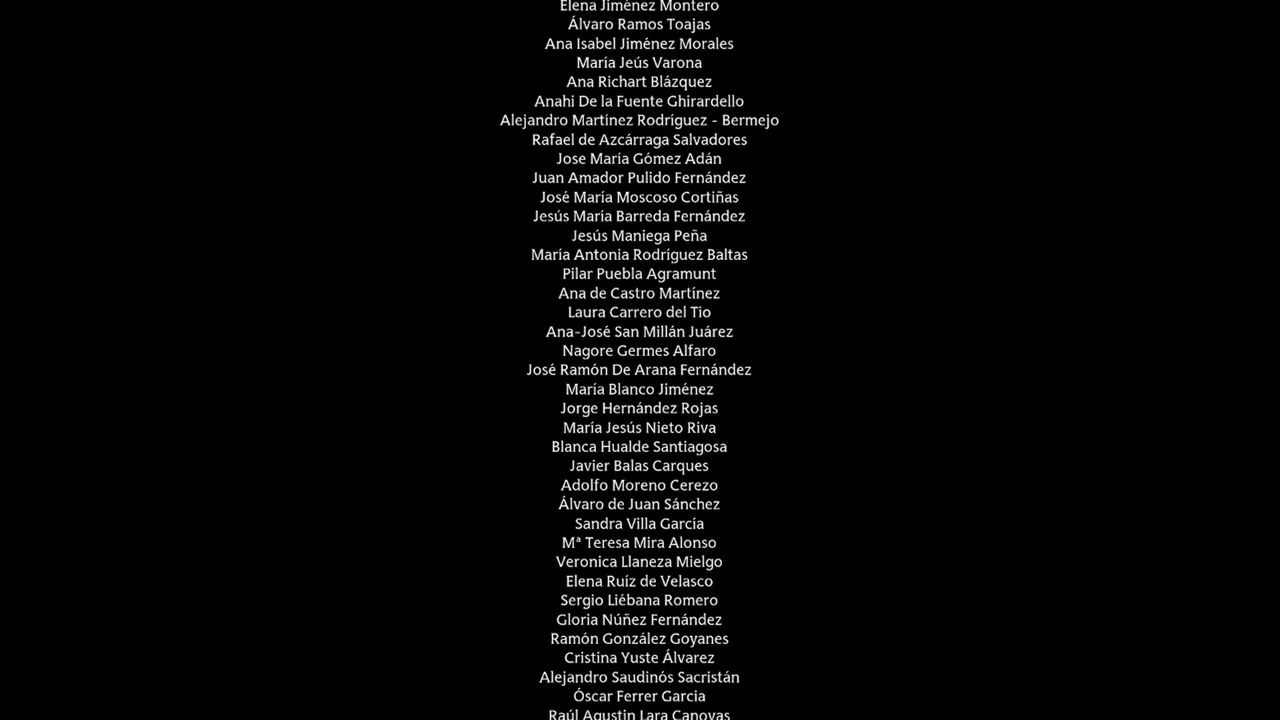 Elena Jiménez Montero
Álvaro Ramos Toajas
Ana Isabel Jiménez Morales
María Jeús Varona
Ana Richart Blázquez
Anahi De la Fuente Ghirardello
Alejandro Martínez Rodríguez - Bermejo
Rafael de Azcárraga Salvadores
Jose María Gómez Adán
Juan Amador Pulido Fernández
José María Moscoso Cortiñas
Jesús María Barreda Fernández
Jesús Maniega Peña
María Antonia Rodríguez Baltas
Pilar Puebla Agramunt
Ana de Castro Martínez
Laura Carrero del Tio
Ana-José San Millán Juárez
Nagore Germes Alfaro
José Ramón De Arana Fernández
María Blanco Jiménez
Jorge Hernández Rojas
María Jesús Nieto Riva
Blanca Hualde Santiagosa
Javier Balas Carques
Adolfo Moreno Cerezo
Álvaro de Juan Sánchez
Sandra Villa García
Mª Teresa Mira Alonso
Veronica Llaneza Mielgo
Elena Ruíz de Velasco
Sergio Liébana Romero
Gloria Núñez Fernández
Ramón González Goyanes
Cristina Yuste Álvarez
Alejandro Saudinós Sacristán
Óscar Ferrer Garcia
Raúl Agustin Lara Canovas